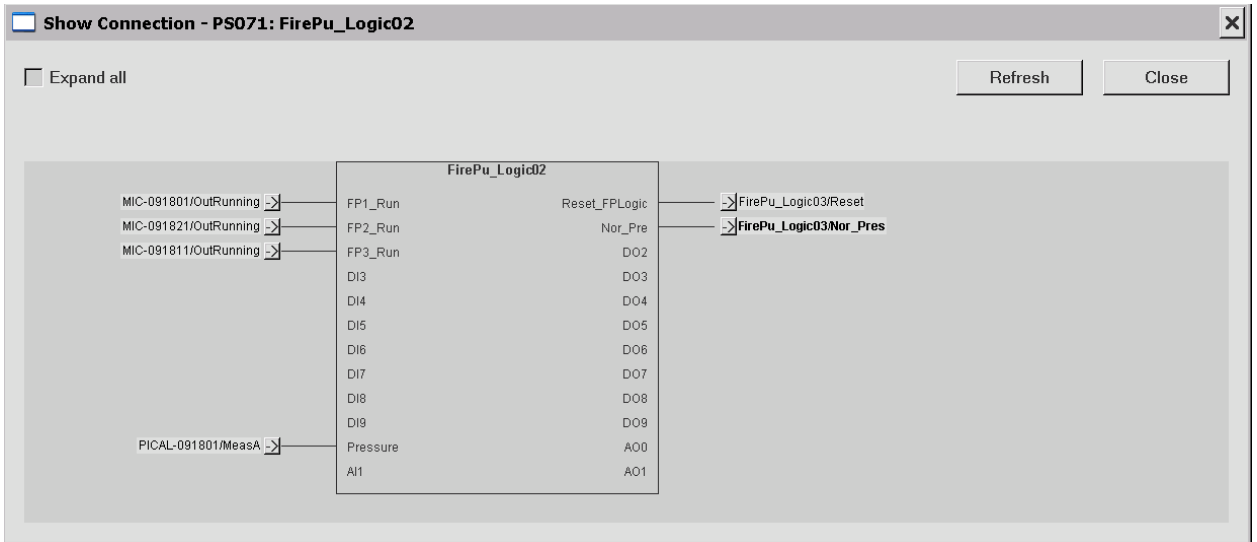 Show Connection - PS071: FirePu_Logic02
Expand all
Refresh
Close
FirePu_Logic02
MIC-091801/OutRunning -> FP1_Run Reset_FPLogic -> FirePu_Logic03/Reset
MIC-091821/OutRunning -> FP2_Run Nor_Pre -> FirePu_Logic03/Nor_Pres
MIC-091811/OutRunning -> FP3_Run DO2
DI3 DO3
DI4 DO4
DI5 DO5
DI6 DO6
DI7 DO7
DI8 DO8
DI9 DO9
PICAL-091801/MeasA -> Pressure AO0
AI1 AO1